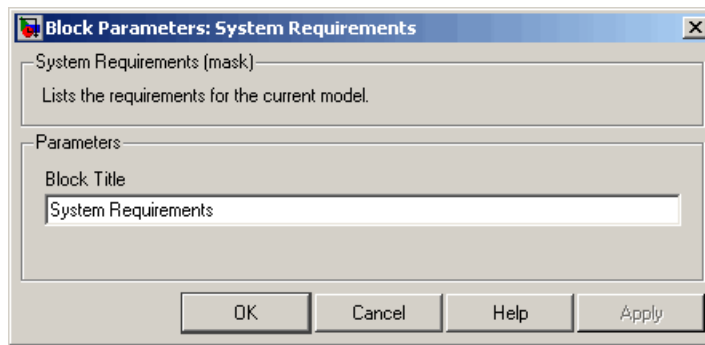 Block Parameters: System Requirements
System Requirements (mask)
Lists the requirements for the current model.
Parameters
Block Title
System Requirements
OK Cancel Help Apply